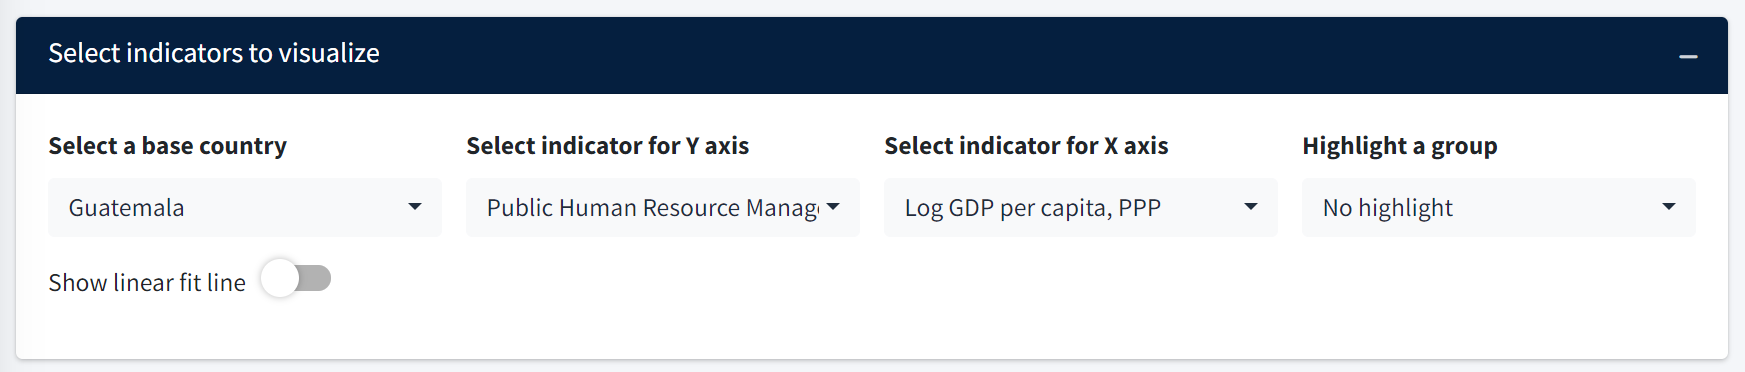 Select indicators to visualize
Select a base country
Select indicator for Y axis
Select indicator for X axis
Highlight a group
Guatemala
Public Human Resource Manag
Log GDP per capita, PPP
No highlight
Show linear fit line